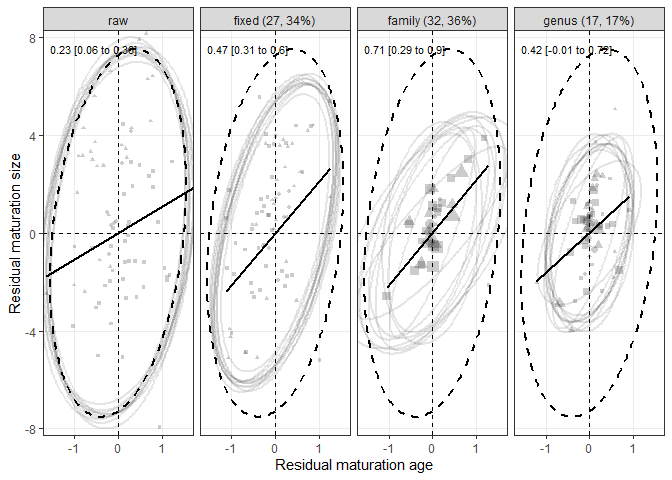 raw
fixed (27, 34%)
family (32, 36%)
genus (17, 17%)
0.23 [0.06 to 0.38]
0.47 [0.31 to 0.6]
0.71 [0.29 to 0.9]
0.42 [-0.01 to 0.72]
8
4
0
-4
-8
Residual maturation size
-1 0 1
-1 0 1
-1 0 1
-1 0 1
Residual maturation age